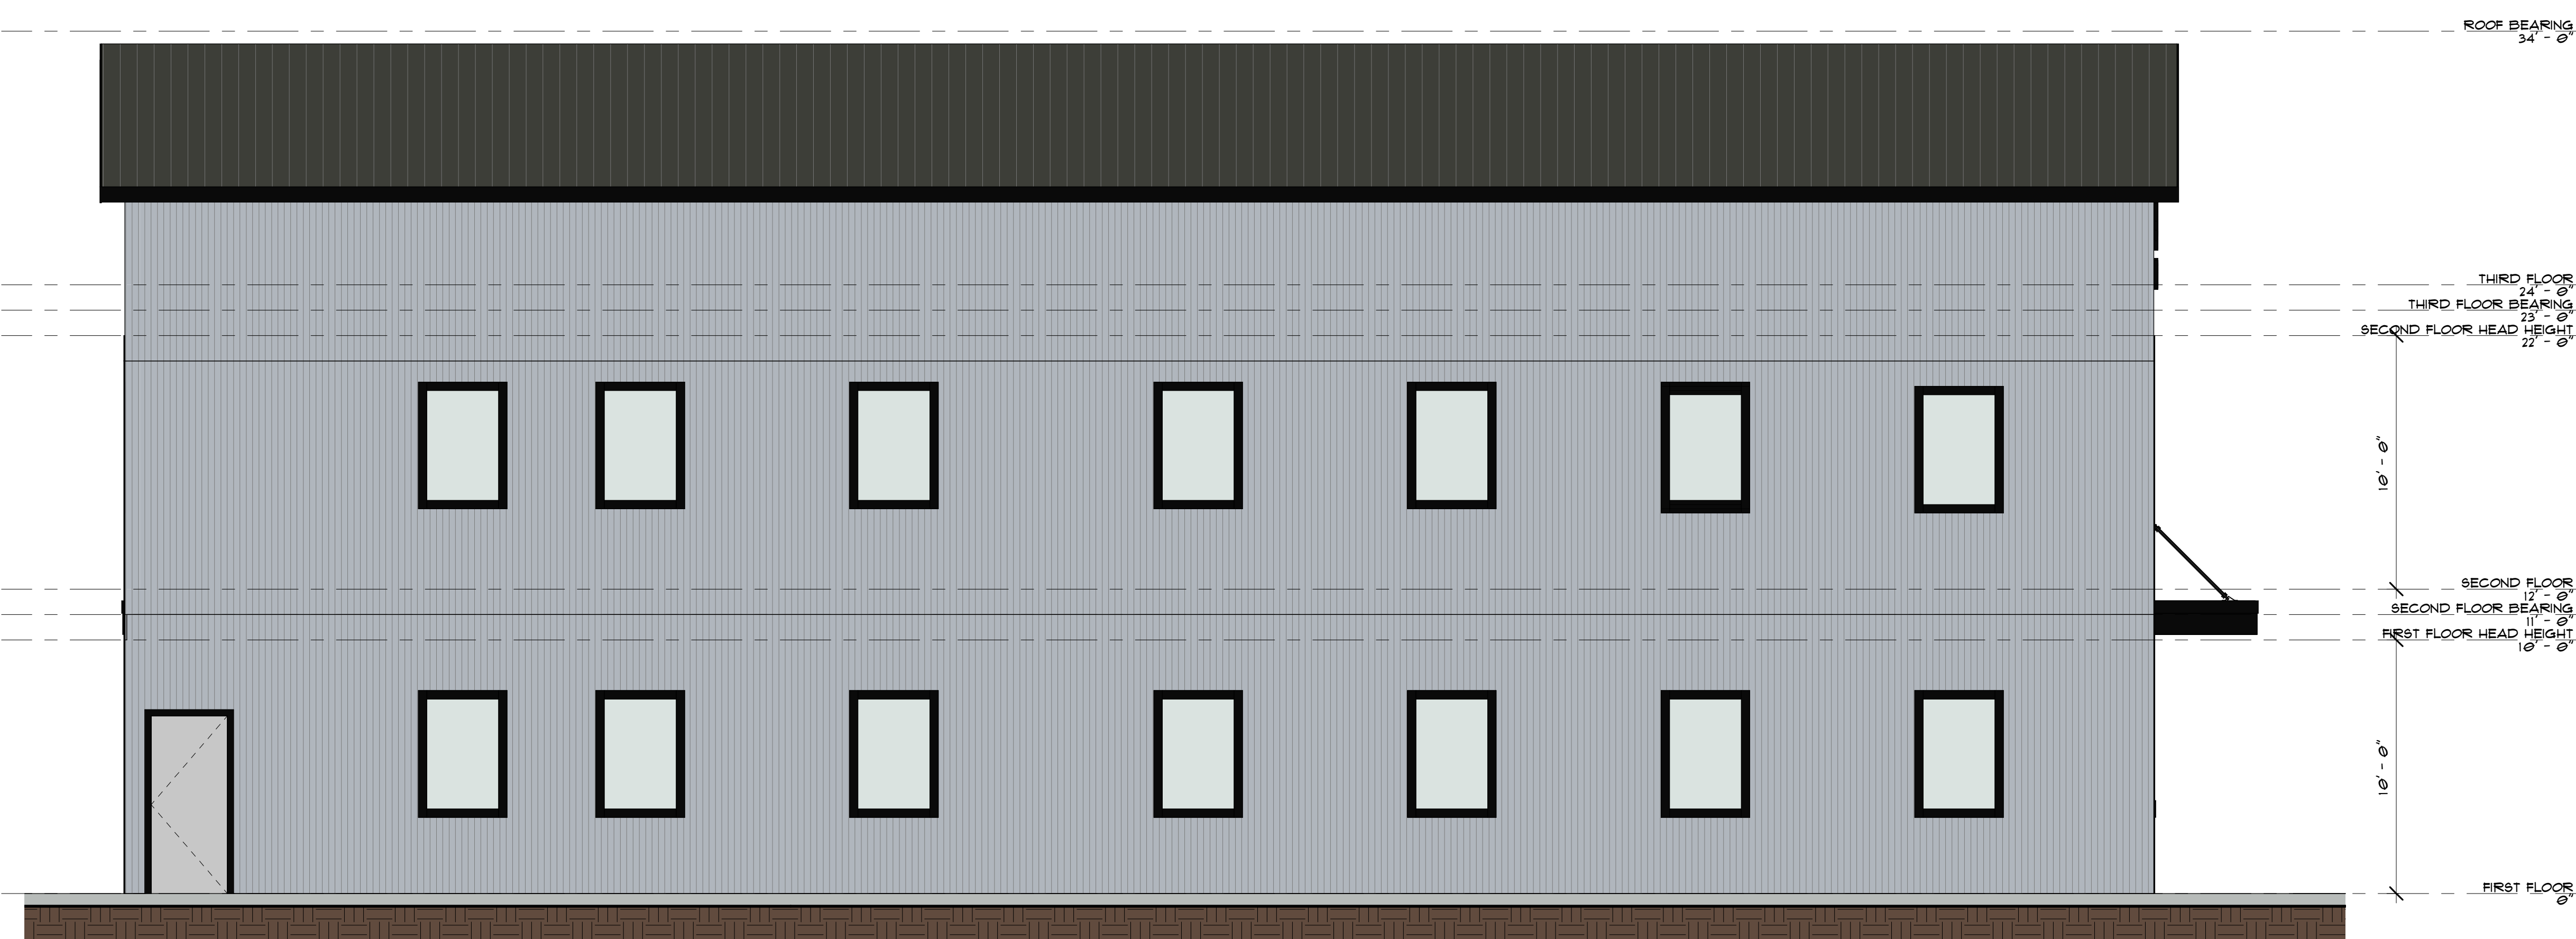 ROOF BEARING
34' - 0"
THIRD FLOOR
24' - 0"
THIRD FLOOR BEARING
23' - 0"
SECOND FLOOR HEAD HEIGHT
22' - 0"
10' - 0"
SECOND FLOOR
12' - 0"
SECOND FLOOR BEARING
11' - 0"
FIRST FLOOR HEAD HEIGHT
10' - 0"
10' - 0"
FIRST FLOOR
0"